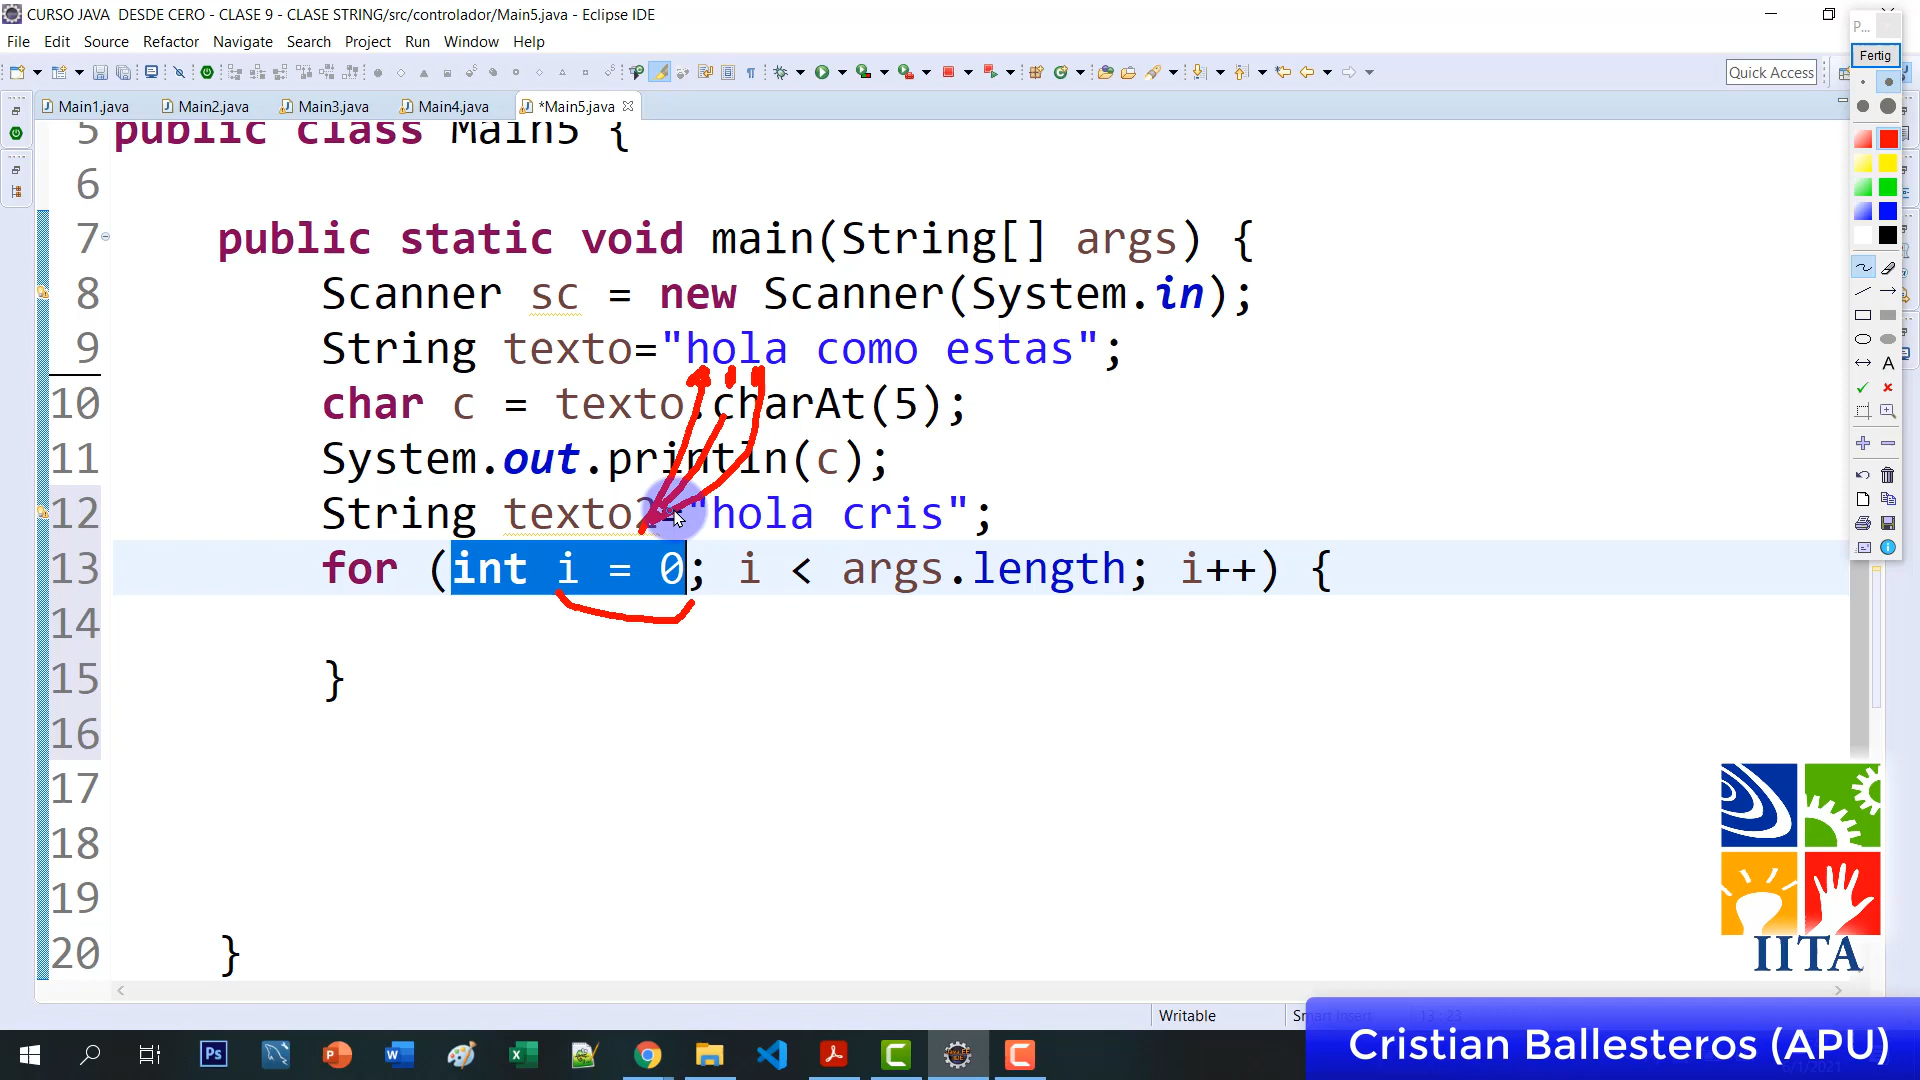 CURSO JAVA  DESDE CERO - CLASE 9 - CLASE STRING/src/controlador/Main5.java - Eclipse IDE
File Edit Source Refactor Navigate Search Project Run Window Help
P...
Fertig
Quick Access
Main1.java Main2.java Main3.java Main4.java *Main5.java
5 public class Main5 {
6
7 public static void main(String[] args) {
8 Scanner sc = new Scanner(System.in);
9 String texto="hola como estas";
10 char c = texto.charAt(5);
11 System.out.println(c);
12 String texto2="hola cris";
13 for (int i = 0; i < args.length; i++) {
14
15 }
16
17
18
19
20 }
IITA
Writable
Smart Insert
13 : 23
Cristian Ballesteros (APU)